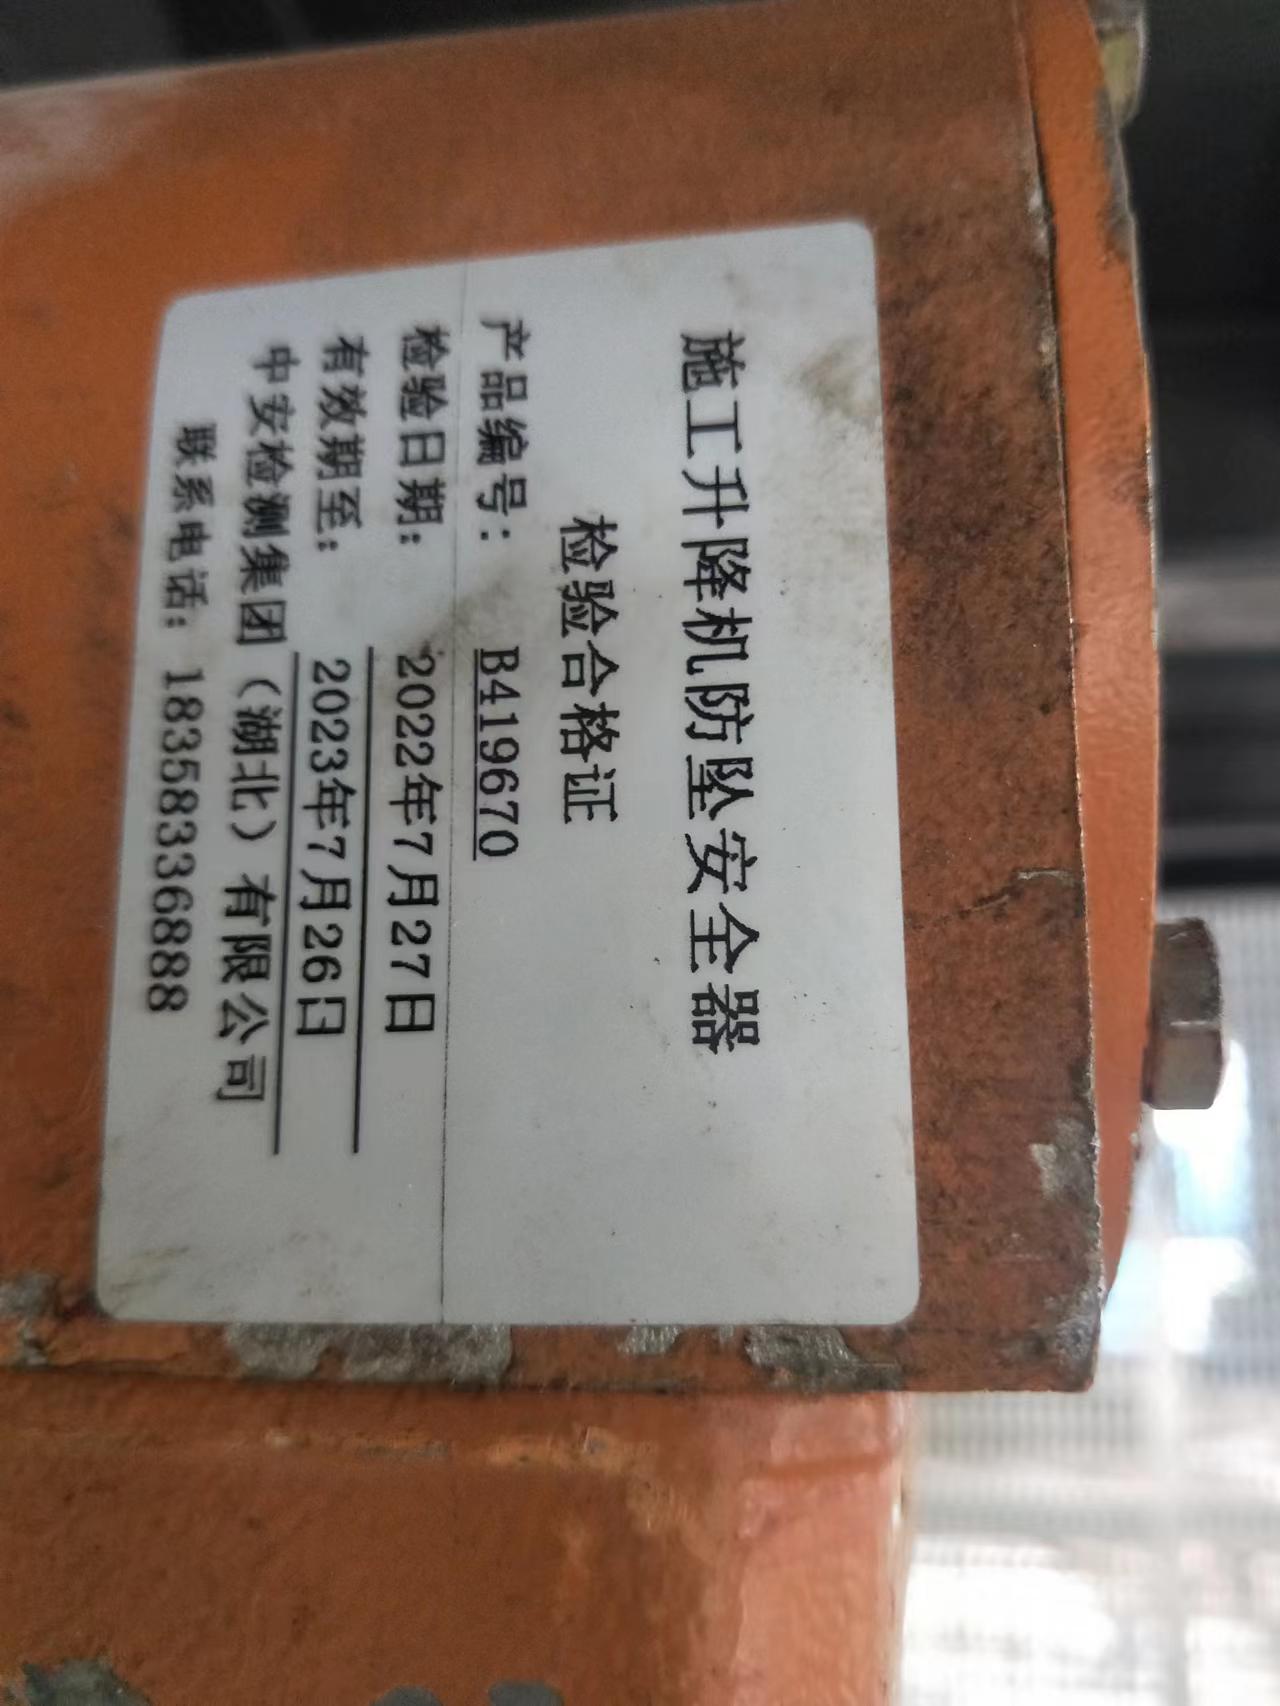 施工升降机防坠安全器
检验合格证
产品编号： B419670
检验日期： 2022年7月27日
有效期至： 2023年7月26日
中安检测集团（湖北）有限公司
联系电话：18358336888